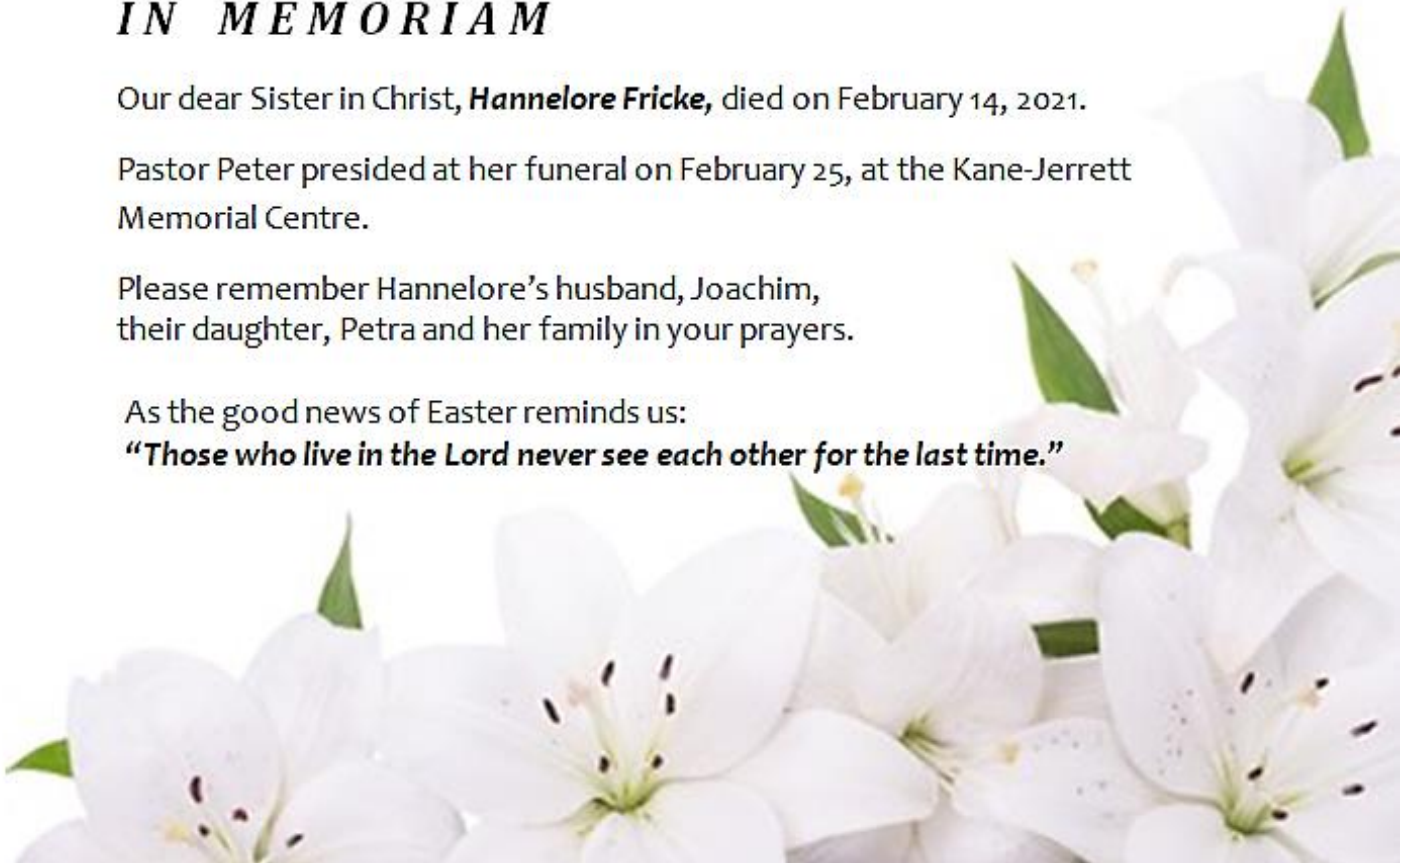 IN MEMORIAM
Our dear Sister in Christ, Hannelore Fricke, died on February 14, 2021.
Pastor Peter presided at her funeral on February 25, at the Kane-Jerrett
Memorial Centre.
Please remember Hannelore’s husband, Joachim,
their daughter, Petra and her family in your prayers.
As the good news of Easter reminds us:
“Those who live in the Lord never see each other for the last time.”